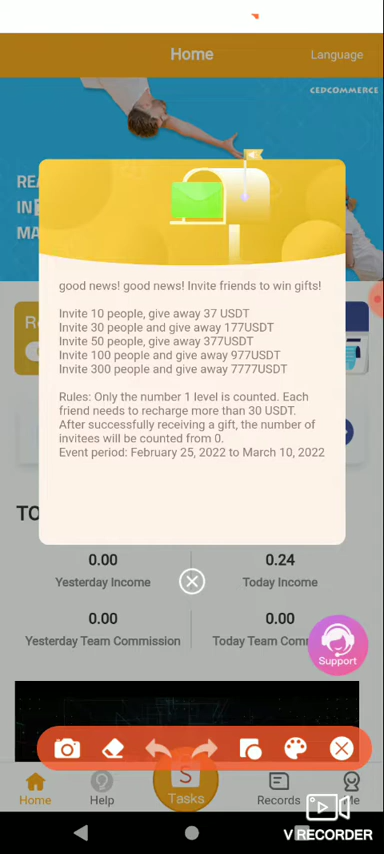 Home
Language
CEDCOMMERCE
good news! good news! Invite friends to win gifts!
Invite 10 people, give away 37 USDT
Invite 30 people and give away 177USDT
Invite 50 people, give away 377USDT
Invite 100 people and give away 977USDT
Invite 300 people and give away 7777USDT
Rules: Only the number 1 level is counted. Each
friend needs to recharge more than 30 USDT.
After successfully receiving a gift, the number of
invitees will be counted from 0.
Event period: February 25, 2022 to March 10, 2022
0.00
0.24
Yesterday Income
Today Income
0.00
0.00
Yesterday Team Commission
Today Team
Support
Home
Help
Tasks
Records
Me
V RECORDER